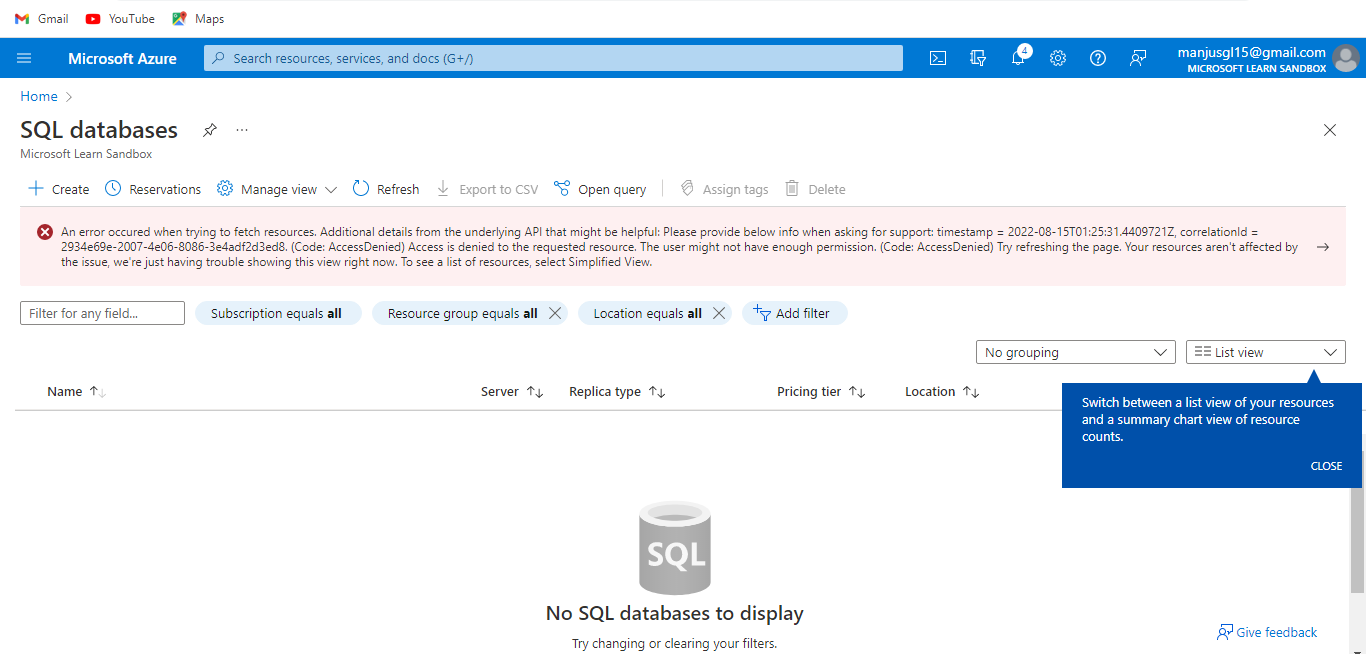 Gmail YouTube Maps
Microsoft Azure Search resources, services, and docs (G+/) 4 manjusgl15@gmail.com
MICROSOFT LEARN SANDBOX
Home
SQL databases
Microsoft Learn Sandbox
Create Reservations Manage view Refresh Export to CSV Open query Assign tags Delete
An error occured when trying to fetch resources. Additional details from the underlying API that might be helpful: Please provide below info when asking for support: timestamp = 2022-08-15T01:25:31.4409721Z, correlationId =
2934e69e-2007-4e06-8086-3e4adf2d3ed8. (Code: AccessDenied) Access is denied to the requested resource. The user might not have enough permission. (Code: AccessDenied) Try refreshing the page. Your resources aren't affected by
the issue, we're just having trouble showing this view right now. To see a list of resources, select Simplified View.
Filter for any field... Subscription equals all Resource group equals all Location equals all Add filter
No grouping List view
Name Server Replica type Pricing tier Location
Switch between a list view of your resources
and a summary chart view of resource
counts.
CLOSE
SQL
No SQL databases to display
Try changing or clearing your filters.
Give feedback